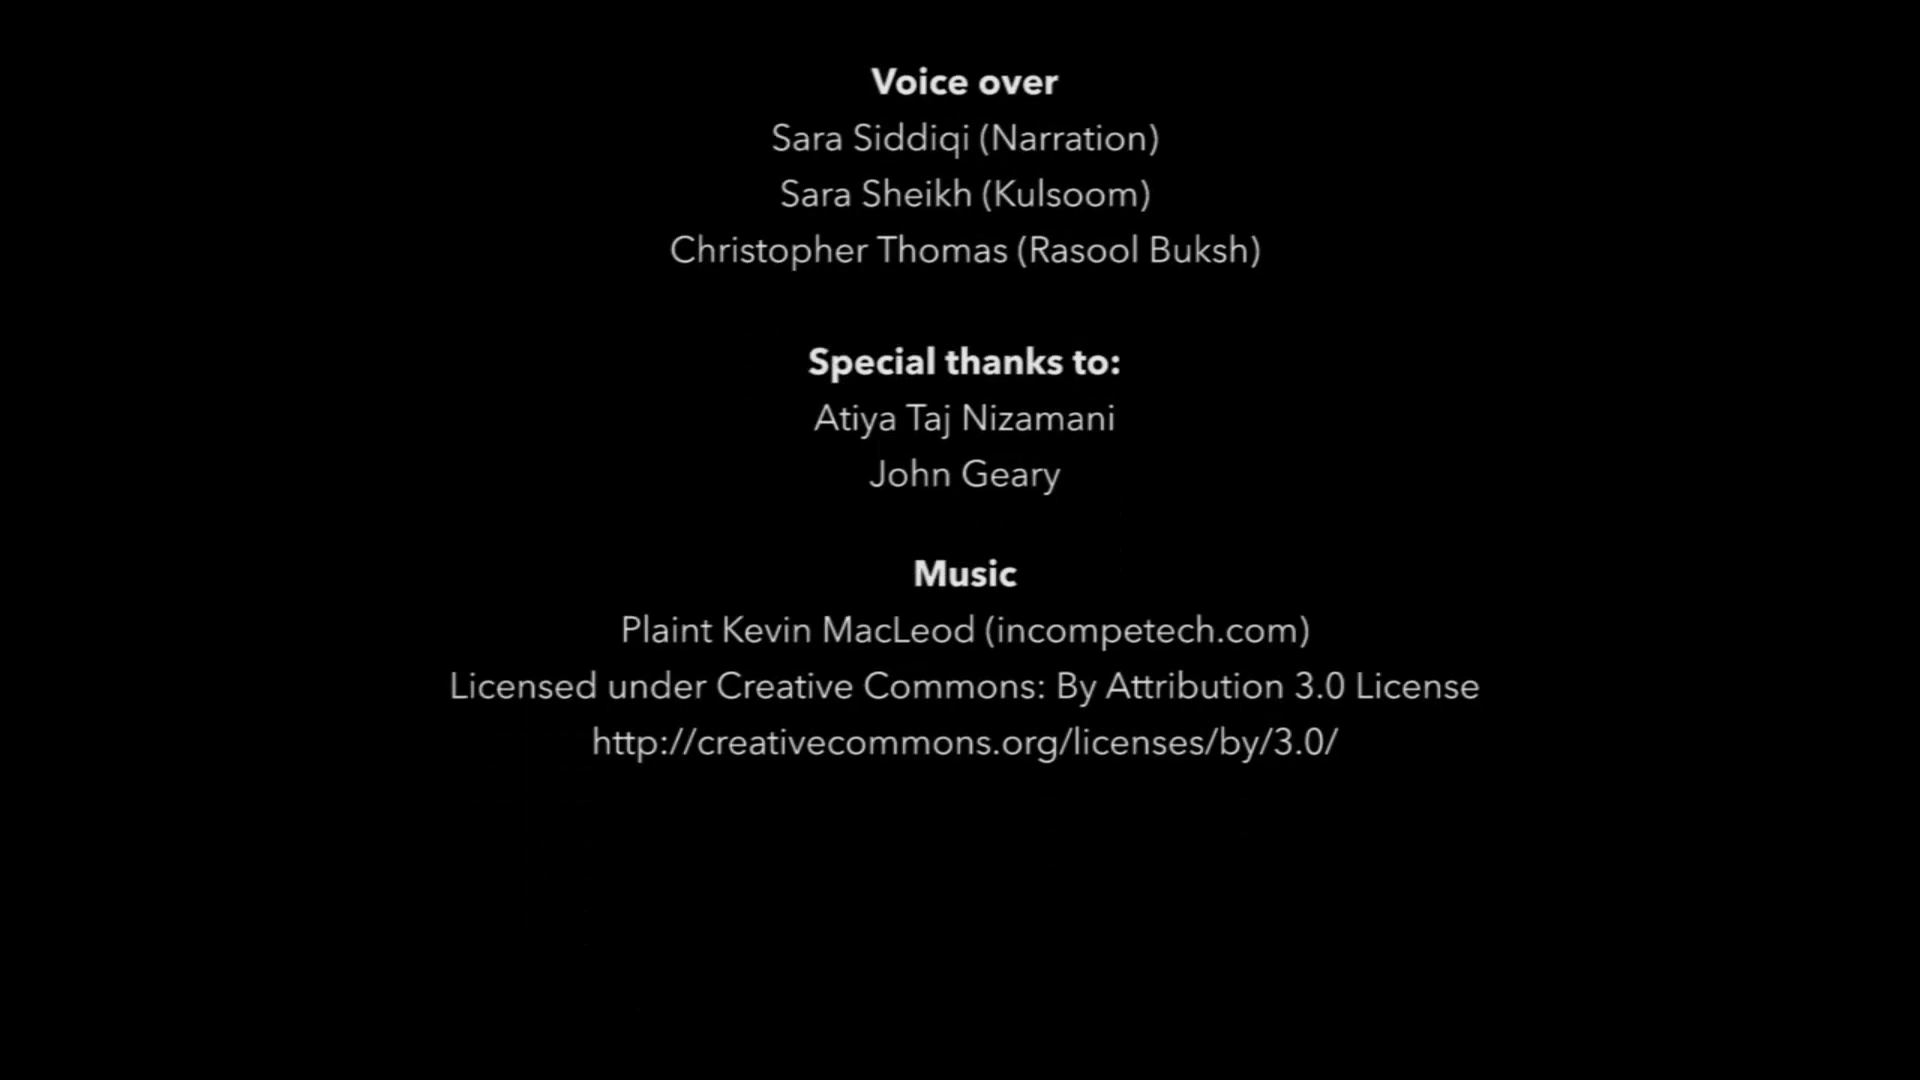 Voice over
Sara Siddiqi (Narration)
Sara Sheikh (Kulsoom)
Christopher Thomas (Rasool Buksh)
Special thanks to:
Atiya Taj Nizamani
John Geary
Music
Plaint Kevin MacLeod (incompetech.com)
Licensed under Creative Commons: By Attribution 3.0 License
http://creativecommons.org/licenses/by/3.0/